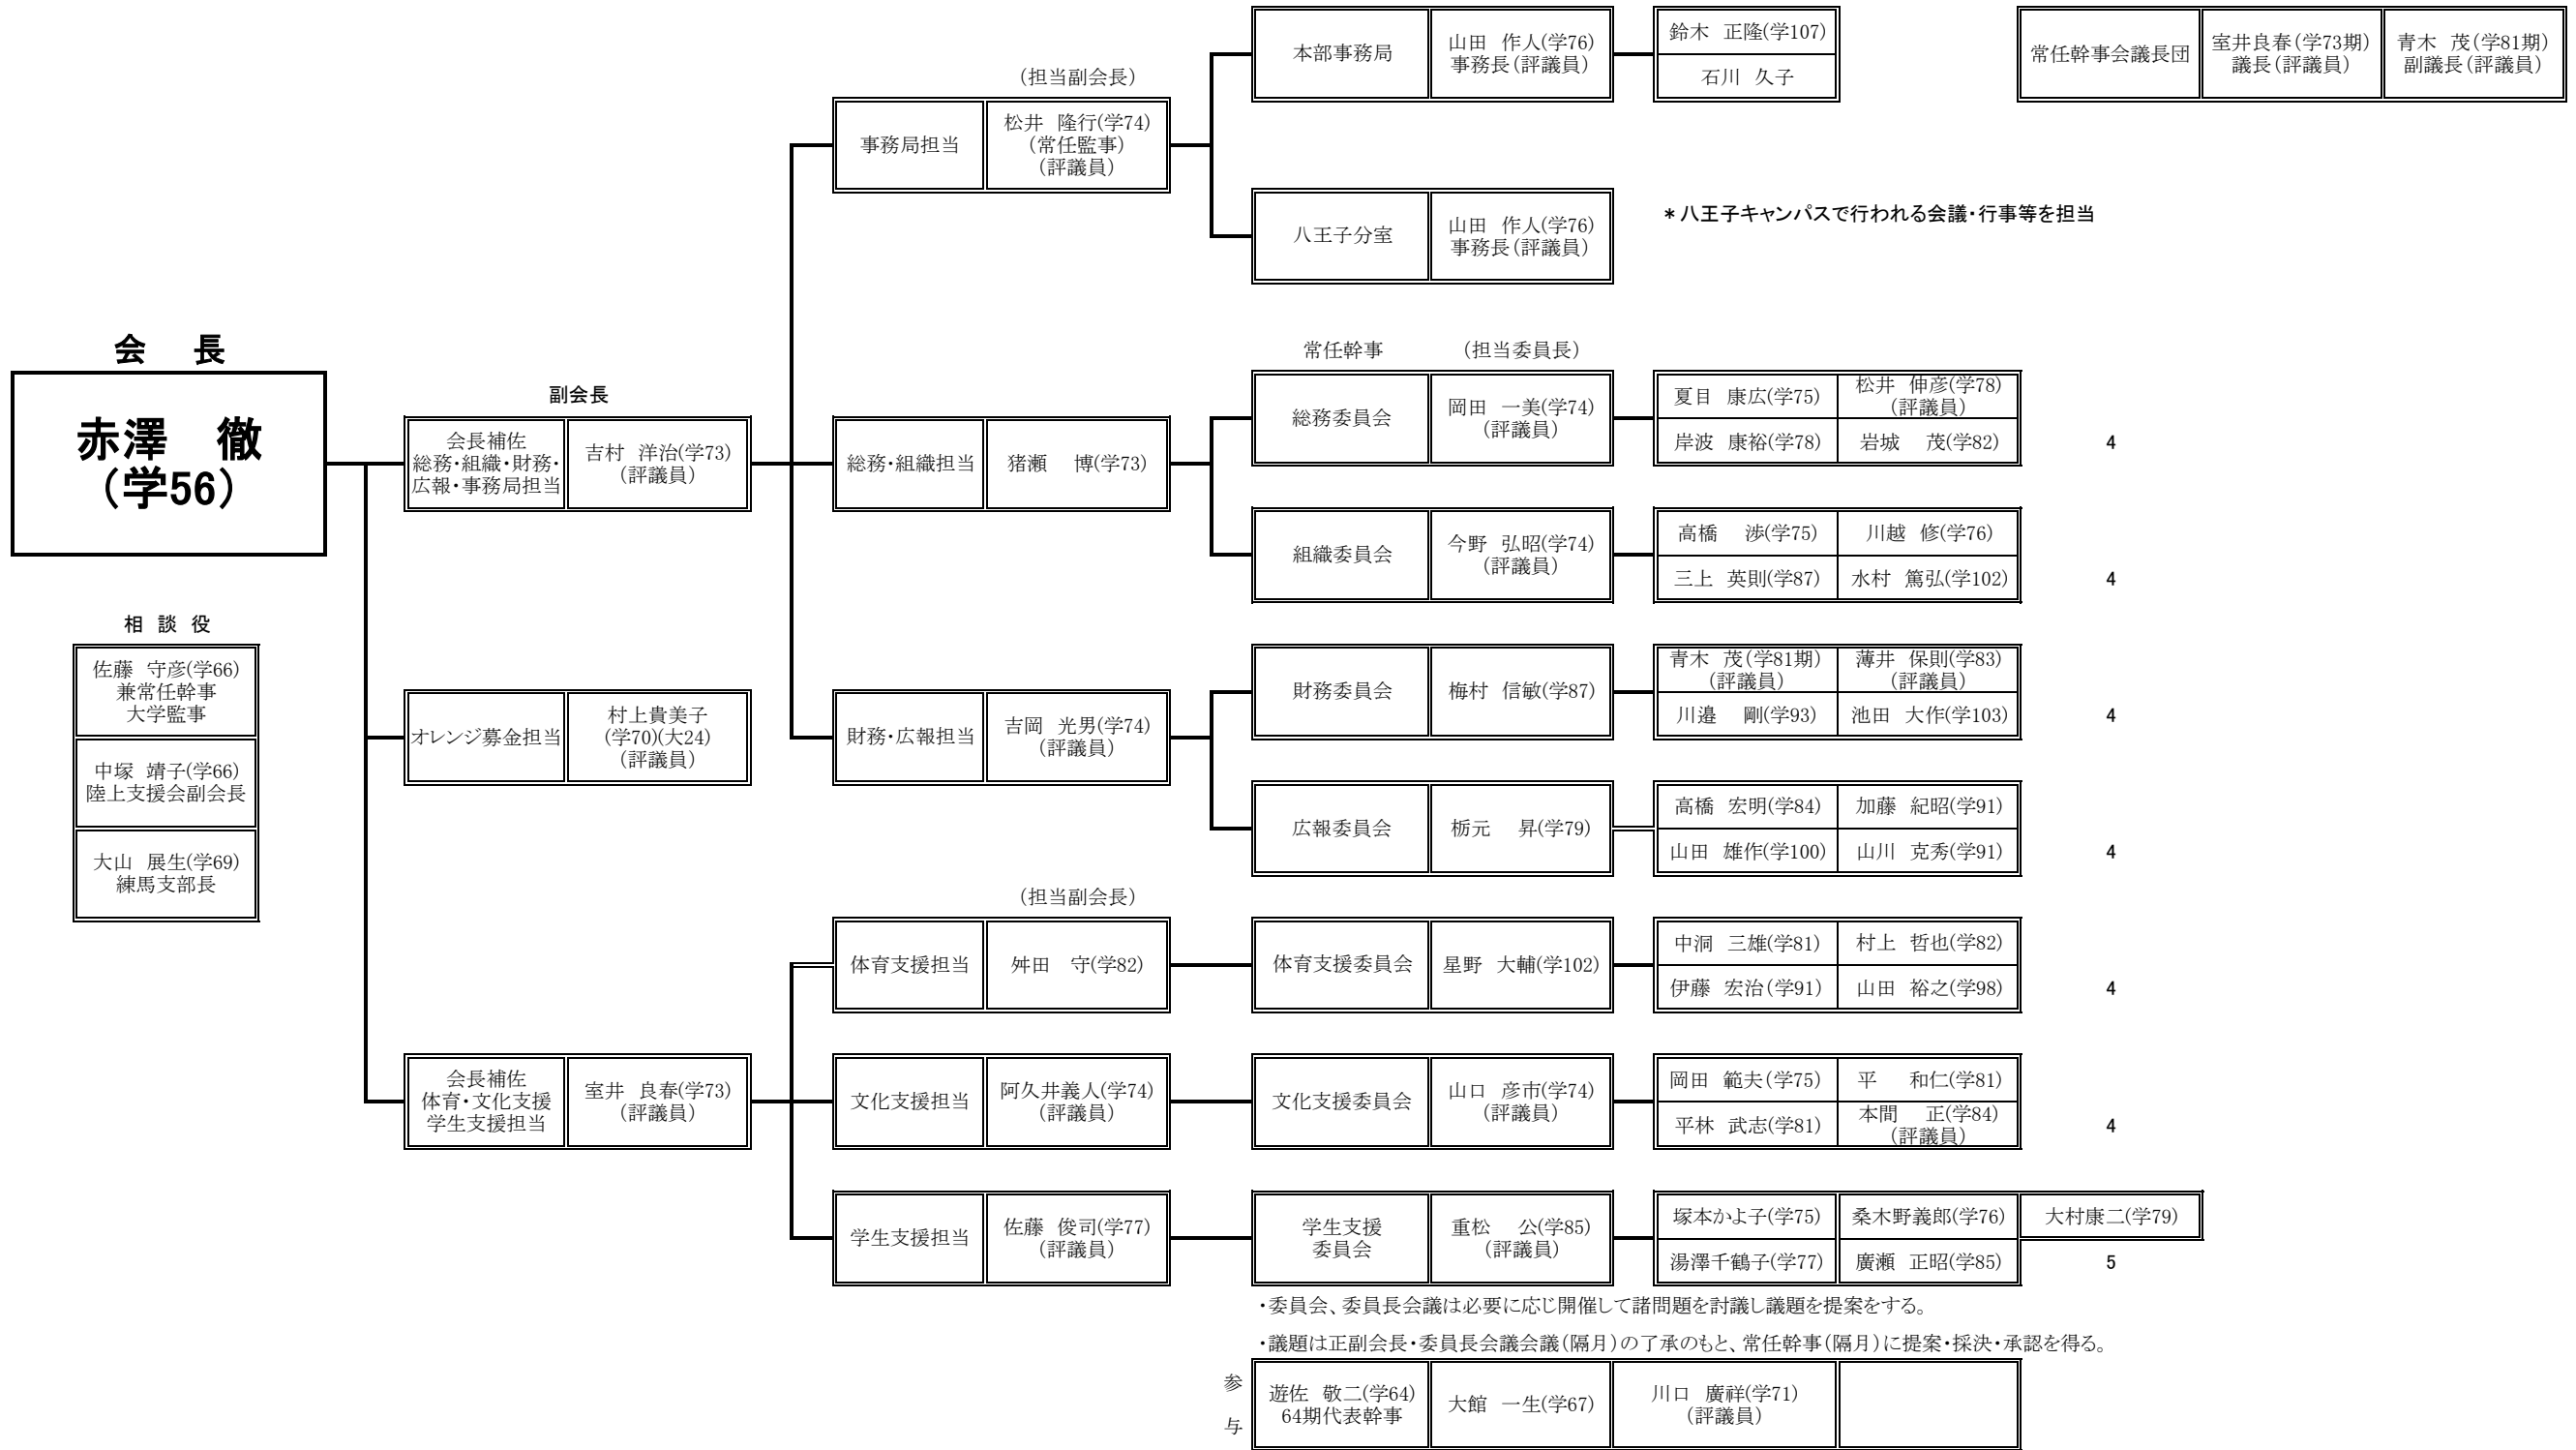 本部事務局
山田 作人(学76)
事務長(評議員)
鈴木 正隆(学107)
石川 久子
常任幹事会議長団
室井良春(学73期)
議長(評議員)
青木 茂(学81期)
副議長(評議員)
(担当副会長)
事務局担当
松井 隆行(学74)
(常任監事)
(評議員)
八王子分室
山田 作人(学76)
事務長(評議員)
*八王子キャンパスで行われる会議・行事等を担当
会 長
赤澤 徹
(学56)
副会長
会長補佐
総務・組織・財務・
広報・事務局担当
吉村 洋治(学73)
(評議員)
総務・組織担当
猪瀬 博(学73)
常任幹事
(担当委員長)
総務委員会
岡田 一美(学74)
(評議員)
夏目 康広(学75)
松井 伸彦(学78)
(評議員)
岸波 康裕(学78)
岩城 茂(学82)
4
組織委員会
今野 弘昭(学74)
(評議員)
高橋 渉(学75)
川越 修(学76)
三上 英則(学87)
水村 篤弘(学102)
4
相 談 役
佐藤 守彦(学66)
兼常任幹事
大学監事
中塚 靖子(学66)
陸上支援会副会長
大山 展生(学69)
練馬支部長
オレンジ募金担当
村上貴美子
(学70)(大24)
(評議員)
財務・広報担当
吉岡 光男(学74)
(評議員)
財務委員会
梅村 信敏(学87)
青木 茂(学81期)
(評議員)
薄井 保則(学83)
(評議員)
川邉 剛(学93)
池田 大作(学103)
4
広報委員会
栃元 昇(学79)
高橋 宏明(学84)
加藤 紀昭(学91)
山田 雄作(学100)
山川 克秀(学91)
4
(担当副会長)
体育支援担当
舛田 守(学82)
体育支援委員会
星野 大輔(学102)
中洞 三雄(学81)
村上 哲也(学82)
伊藤 宏治(学91)
山田 裕之(学98)
4
会長補佐
体育・文化支援
学生支援担当
室井 良春(学73)
(評議員)
文化支援担当
阿久井義人(学74)
(評議員)
文化支援委員会
山口 彦市(学74)
(評議員)
岡田 範夫(学75)
平 和仁(学81)
平林 武志(学81)
本間 正(学84)
(評議員)
4
学生支援担当
佐藤 俊司(学77)
(評議員)
学生支援
委員会
重松 公(学85)
(評議員)
塚本かよ子(学75)
桑木野義郎(学76)
大村康二(学79)
湯澤千鶴子(学77)
廣瀬 正昭(学85)
5
・委員会、委員長会議は必要に応じ開催して諸問題を討議し議題を提案をする。
・議題は正副会長・委員長会議会議(隔月)の了承のもと、常任幹事(隔月)に提案・採決・承認を得る。
参
与
遊佐 敬二(学64)
64期代表幹事
大館 一生(学67)
川口 廣祥(学71)
(評議員)